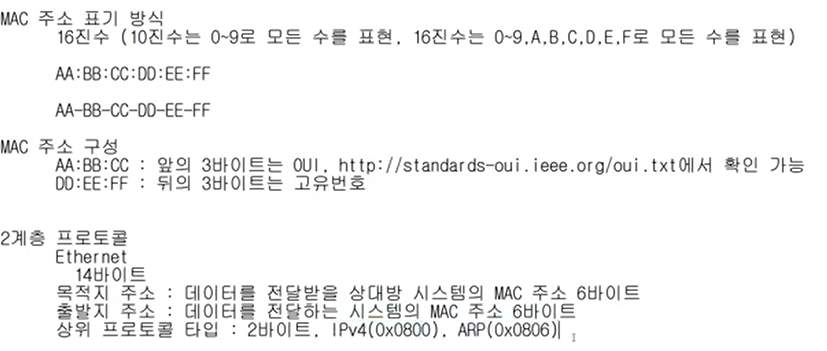 MAC 주소 표기 방식
16진수 (10진수는 0~9로 모든 수를 표현, 16진수는 0~9,A,B,C,D,E,F로 모든 수를 표현)
AA:BB:CC:DD:EE:FF
AA-BB-CC-DD-EE-FF
MAC 주소 구성
AA:BB:CC : 앞의 3바이트는 OUI, http://standards-oui.ieee.org/oui.txt에서 확인 가능
DD:EE:FF : 뒤의 3바이트는 고유번호
2계층 프로토콜
Ethernet
14바이트
목적지 주소 : 데이터를 전달받을 상대방 시스템의 MAC 주소 6바이트
출발지 주소 : 데이터를 전달하는 시스템의 MAC 주소 6바이트
상위 프로토콜 타입 : 2바이트, IPv4(0x0800), ARP(0x0806)